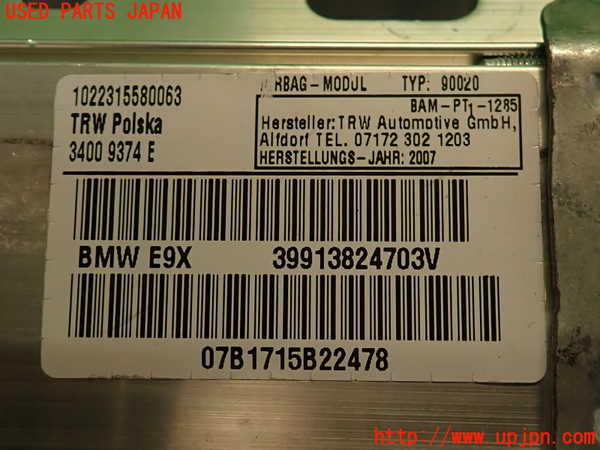 USED PARTS JAPAN
1022315580063
TRW Polska
3400 9374 E
RBAG-MODUL TYP: 90020
BAM-PT1-1285
Hersteller: TRW Automotive GmbH,
Alfdorf TEL. 07172 302 1203
HERSTELLUNGS-JAHR: 2007
BMW E9X 39913824703V
07B1715B22478
http://www.upjpn.com/